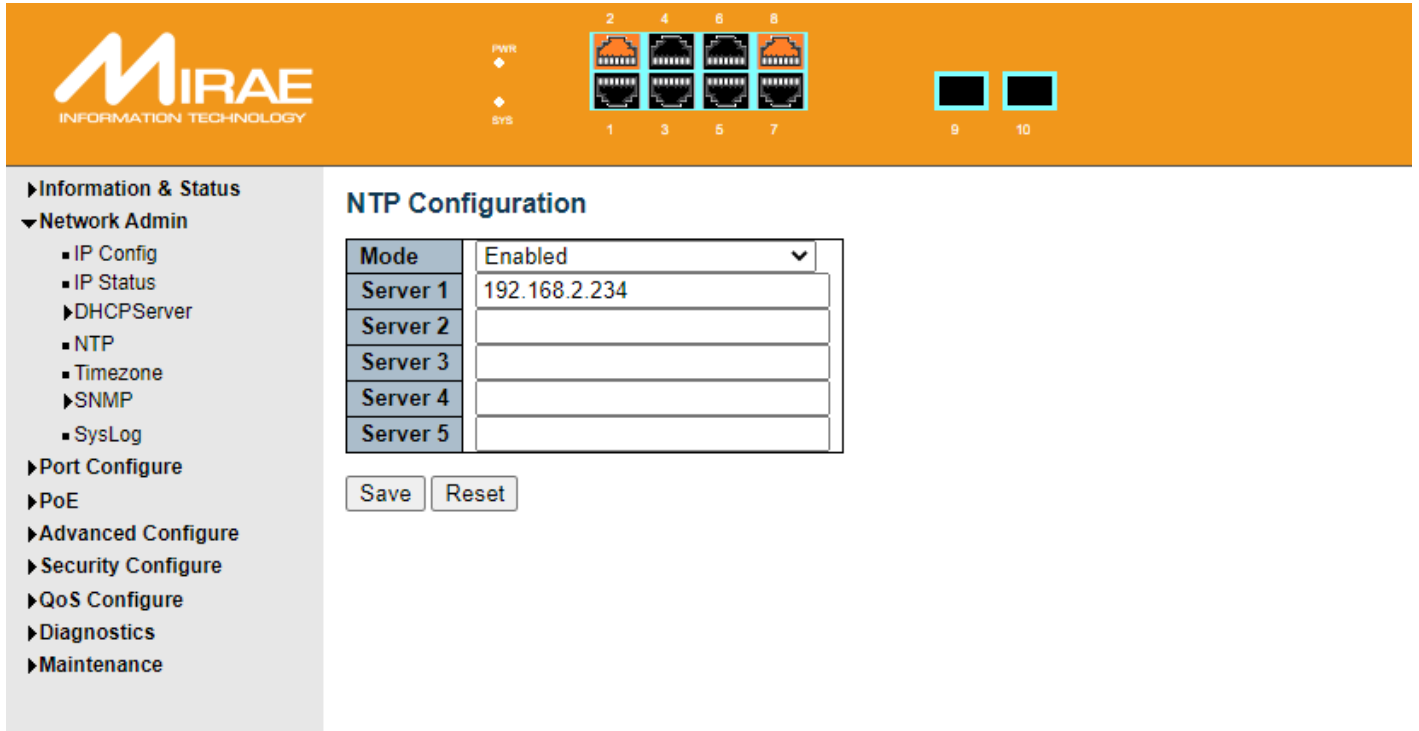 2 4 6 8
PWR
MIRAE
INFORMATION TECHNOLOGY
SYS
1 3 5 7 9 10
Information & Status
Network Admin
IP Config
IP Status
DHCPServer
NTP
Timezone
SNMP
SysLog
Port Configure
PoE
Advanced Configure
Security Configure
QoS Configure
Diagnostics
Maintenance
NTP Configuration
Mode Enabled
Server 1 192.168.2.234
Server 2
Server 3
Server 4
Server 5
Save Reset